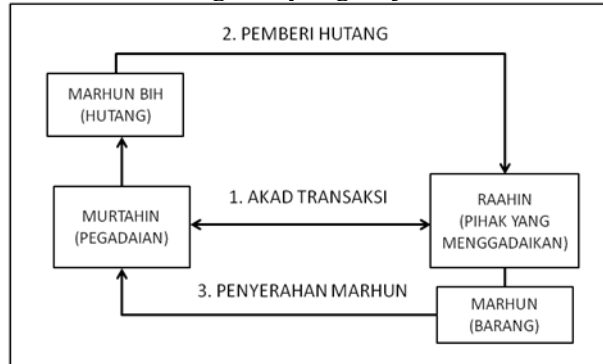 2. PEMBERI HUTANG
MARHUN BIH
(HUTANG)
1. AKAD TRANSAKSI
MURTAHIN
(PEGADAIAN)
RAAHIN
(PIHAK YANG
MENGGADAIKAN)
3. PENYERAHAN MARHUN
MARHUN
(BARANG)